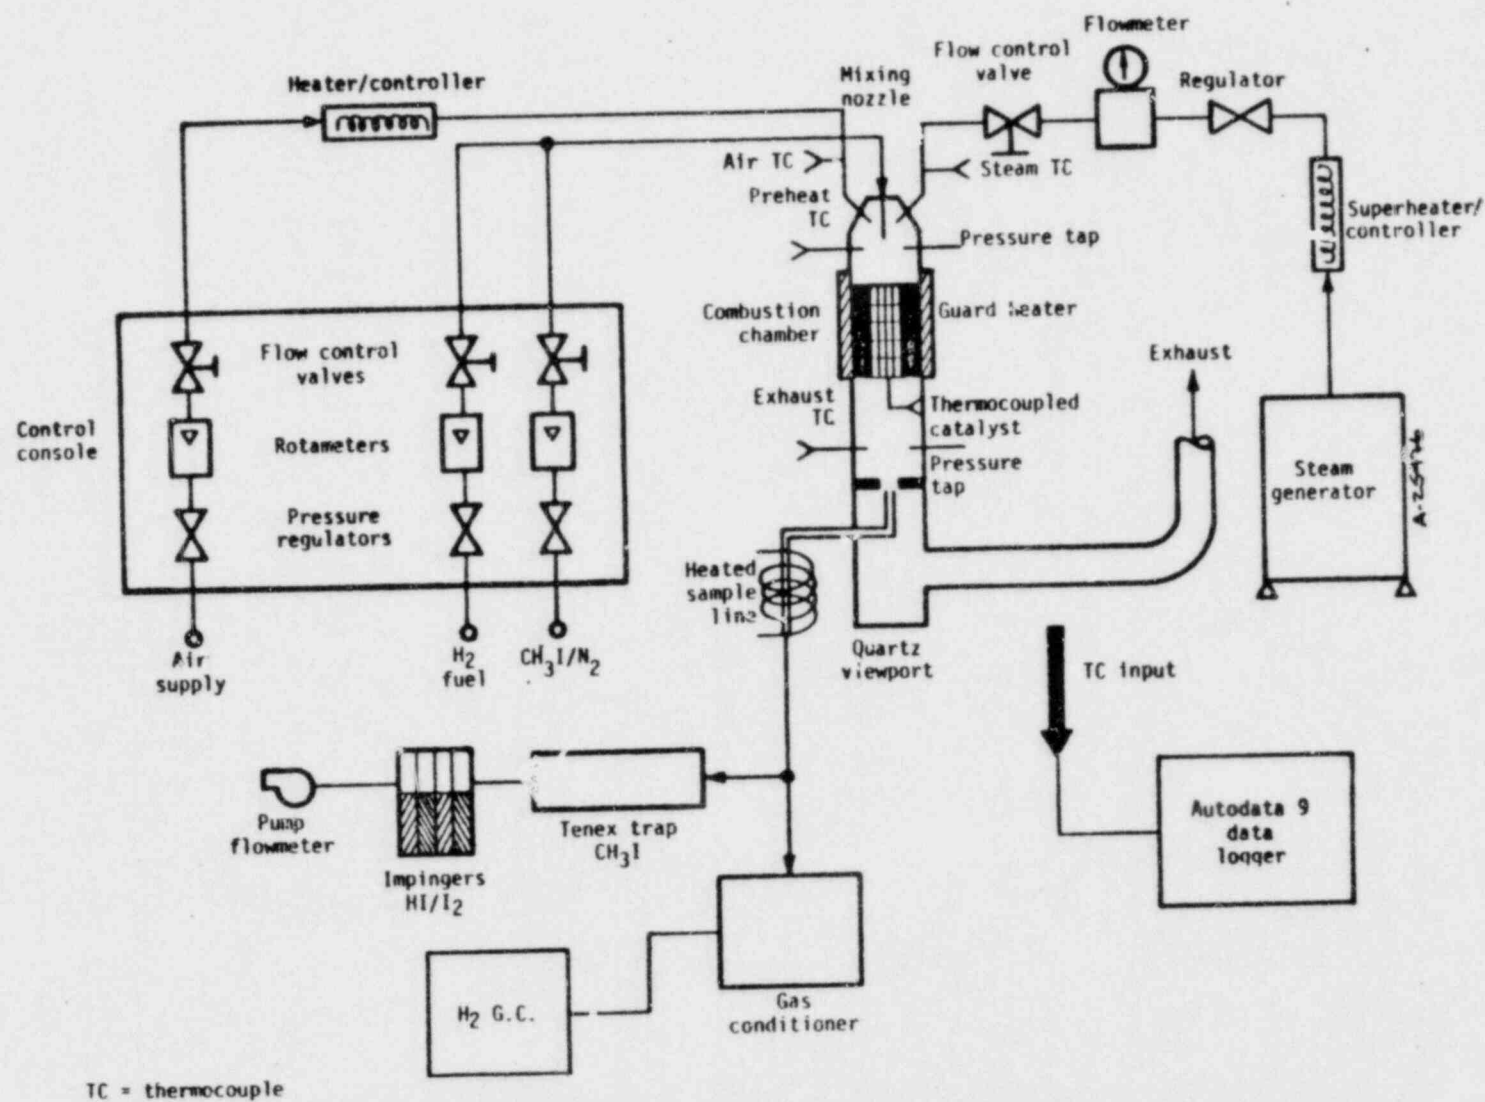 Flowmeter
Flow control
valve
Mixing
nozzle
Regulator
Heater/controller
Air TC
Steam TC
Preheat
TC
Superheater/
controller
Pressure tap
Combustion
chamber
Guard heater
Flow control
valves
Exhaust
Exhaust
TC
Thermocoupled
catalyst
Control
console
Rotameters
Pressure
tap
Steam
generator
A-25976
Pressure
regulators
Heated
sample
line
Air
supply
H2
fuel
CH3I/N2
Quartz
viewport
TC input
Pump
flowmeter
Tenex trap
CH3I
Autodata 9
data
logger
Impingers
HI/I2
H2 G.C.
Gas
conditioner
TC = thermocouple